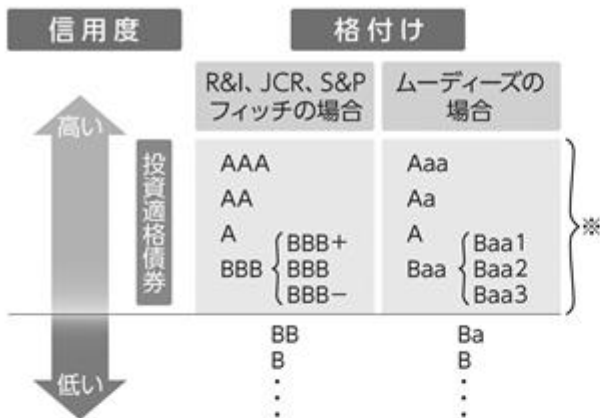 信用度
格付け
R&I、JCR、S&P
フィッチの場合
ムーディーズの
場合
高い
投資適格債券
AAA
Aaa
AA
Aa
A
A
BBB
BBB+
BBB
BBB−
Baa
Baa1
Baa2
Baa3
※
BB
Ba
B
B
低い